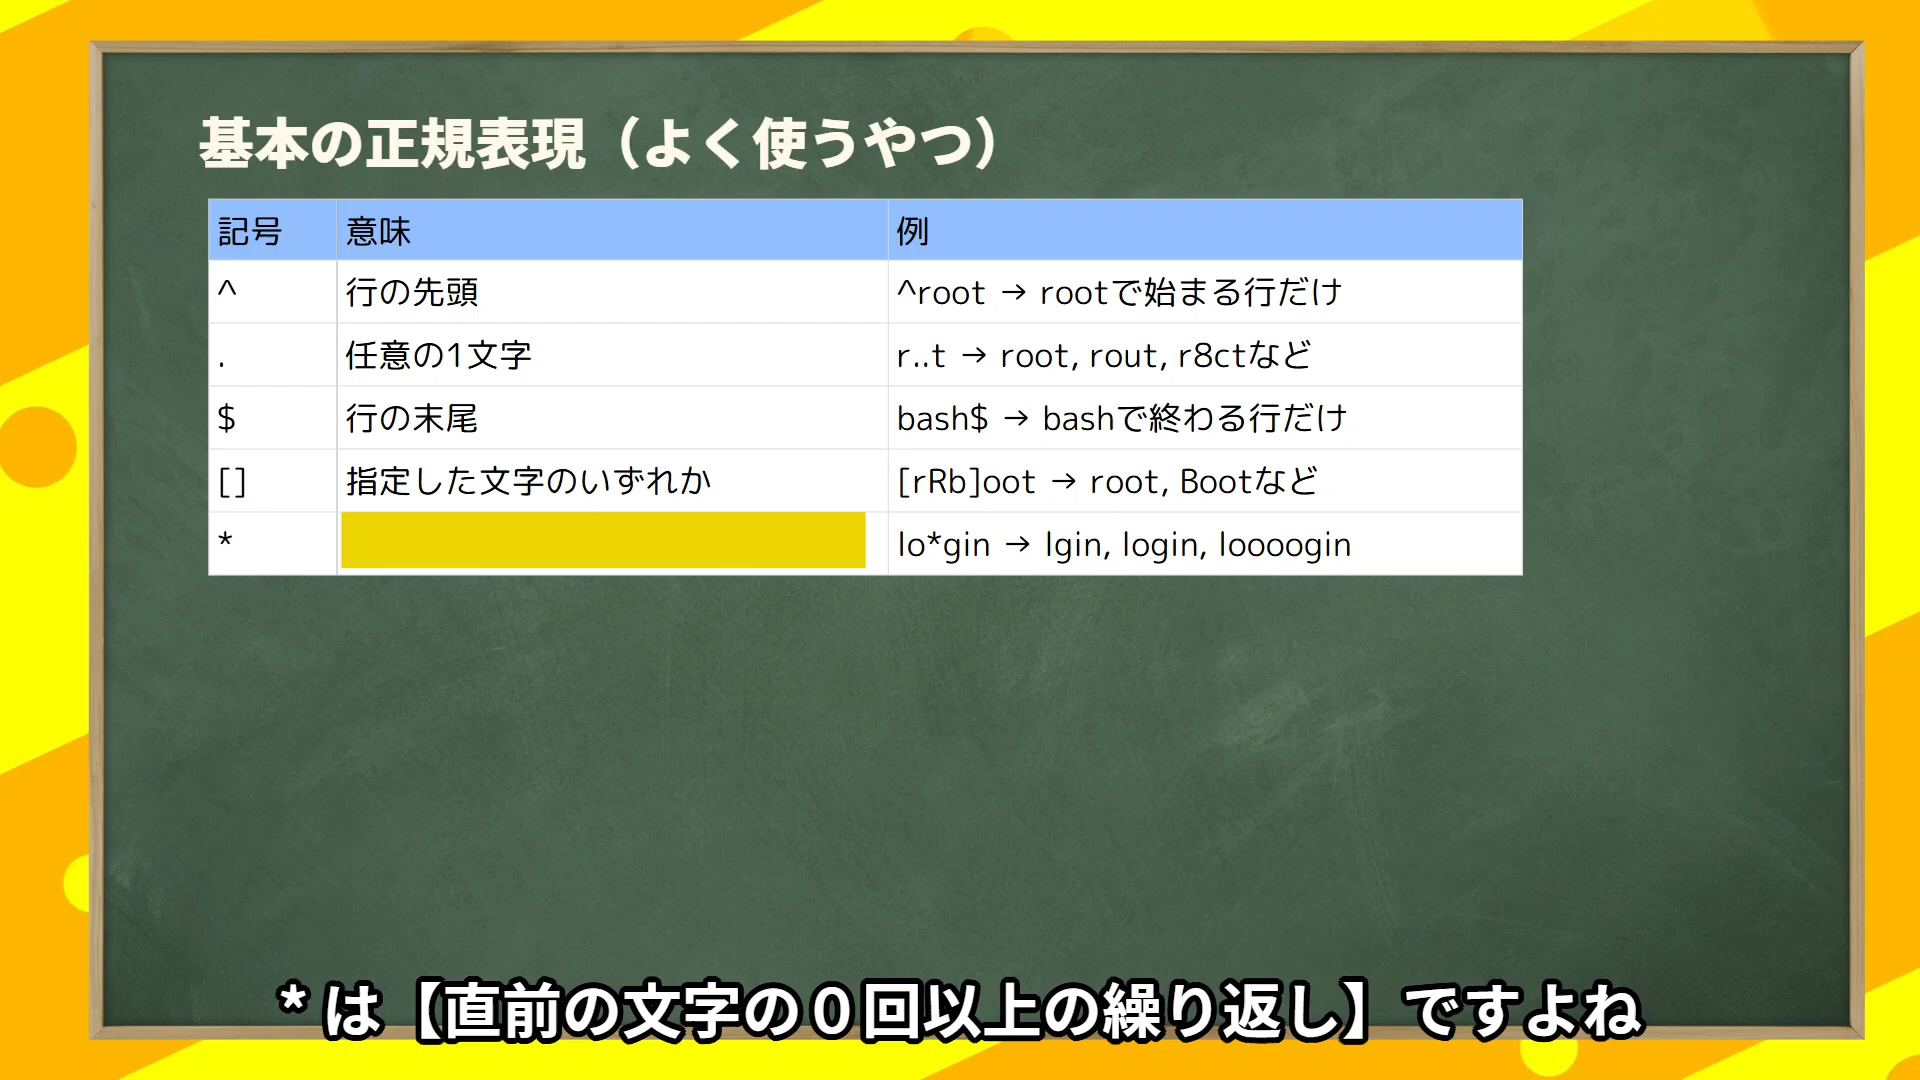 基本の正規表現（よく使うやつ）
記号 意味 例
^ 行の先頭 ^root → rootで始まる行だけ
. 任意の1文字 r..t → root, rout, r8ctなど
$ 行の末尾 bash$ → bashで終わる行だけ
[] 指定した文字のいずれか [rRb]oot → root, Bootなど
* lo*gin → lgin, login, loooogin
*は【直前の文字の０回以上の繰り返し】ですよね